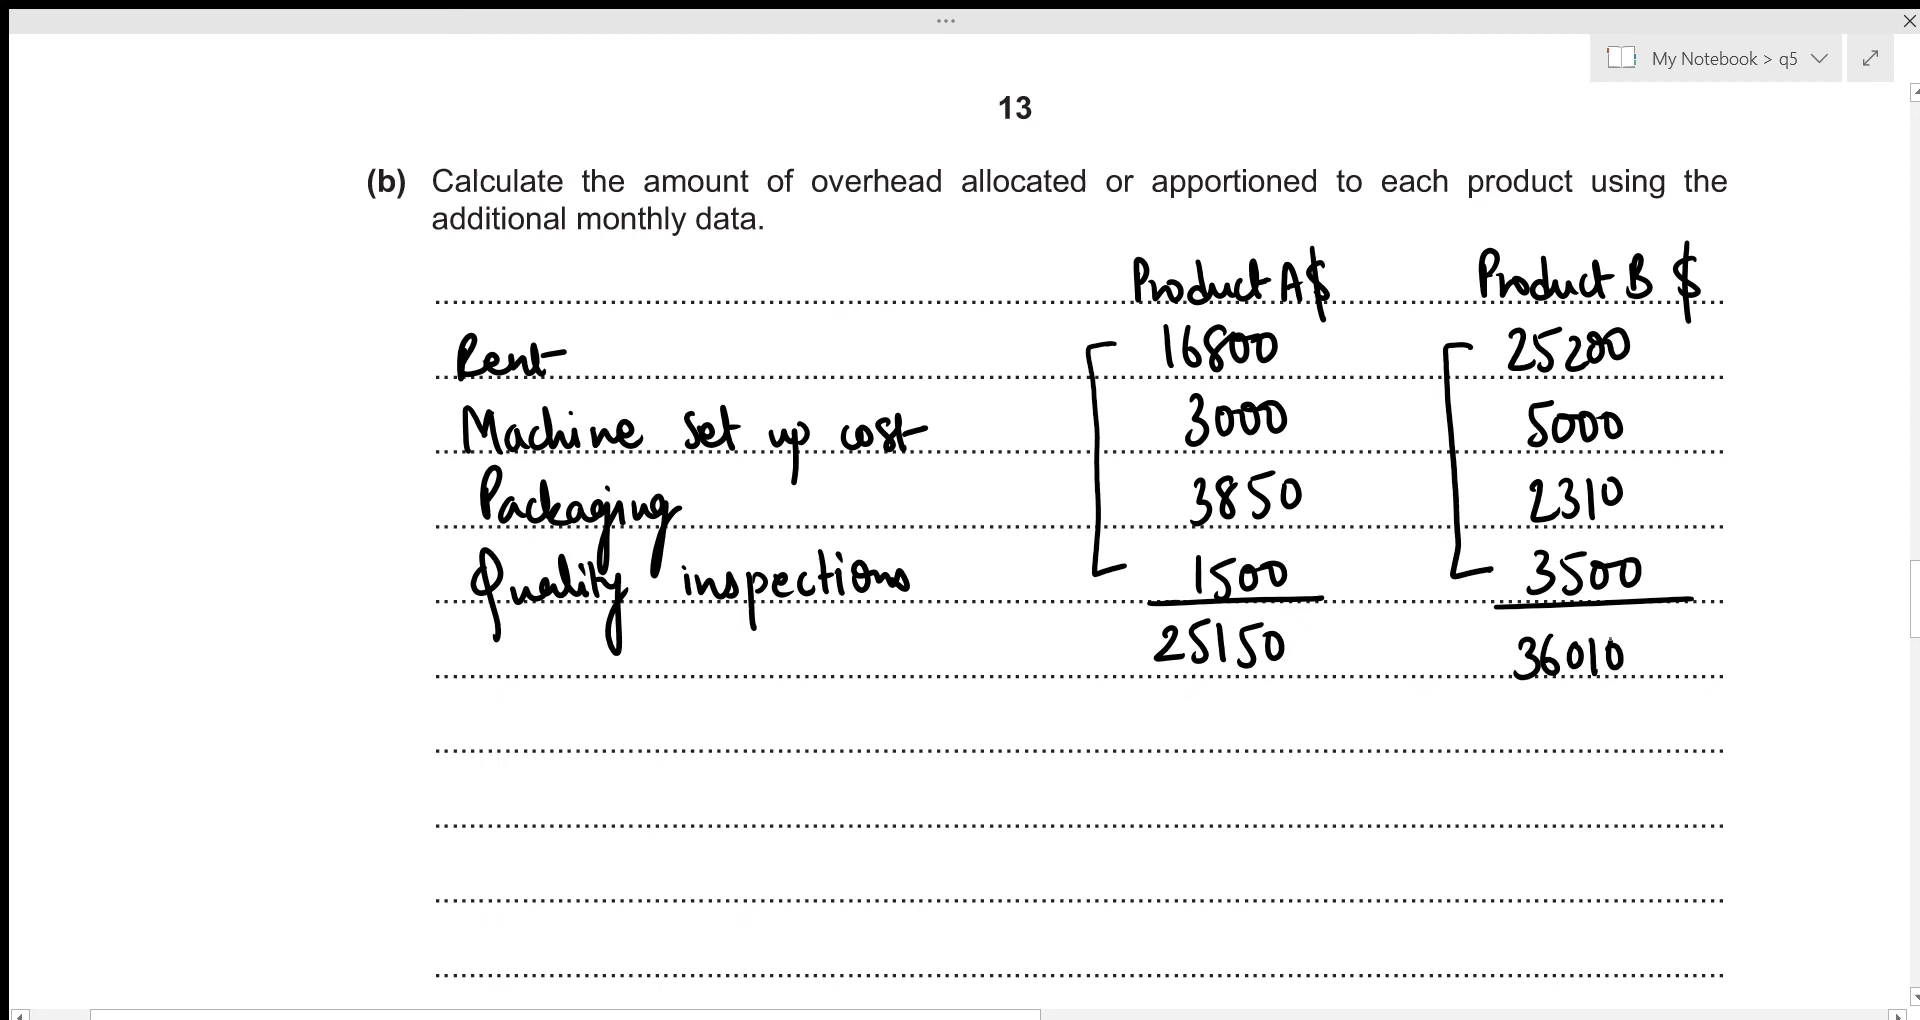 My Notebook > q5
13
(b) Calculate the amount of overhead allocated or apportioned to each product using the
additional monthly data.
Product A $ Product B $
Rent 16800 25200
Machine set up cost 3000 5000
Packaging 3850 2310
Quality inspections 1500 3500
25150 36010